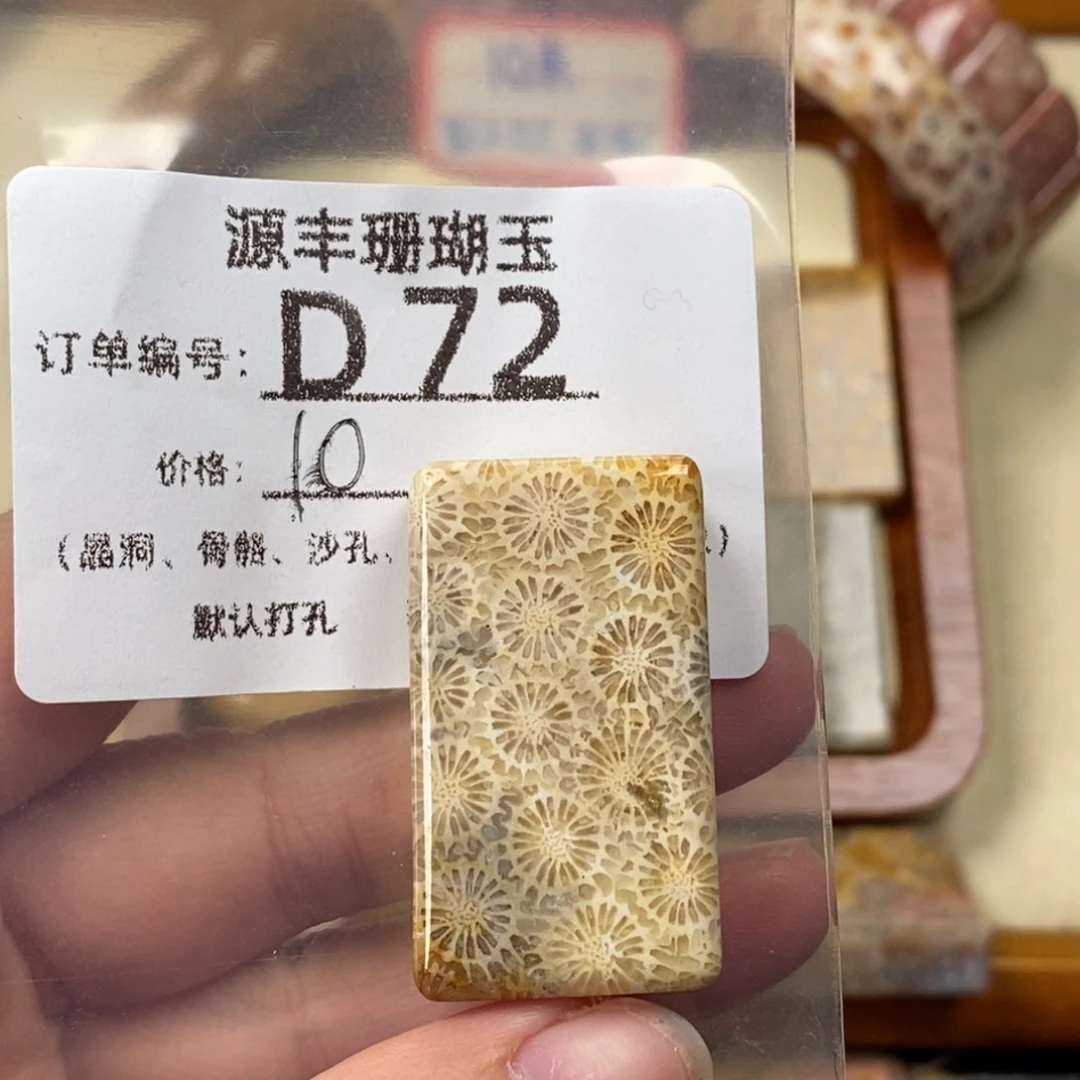 源丰珊瑚玉
订单编号: D 72
价格: 10
(晶洞、骨骼、沙孔、
默认打孔